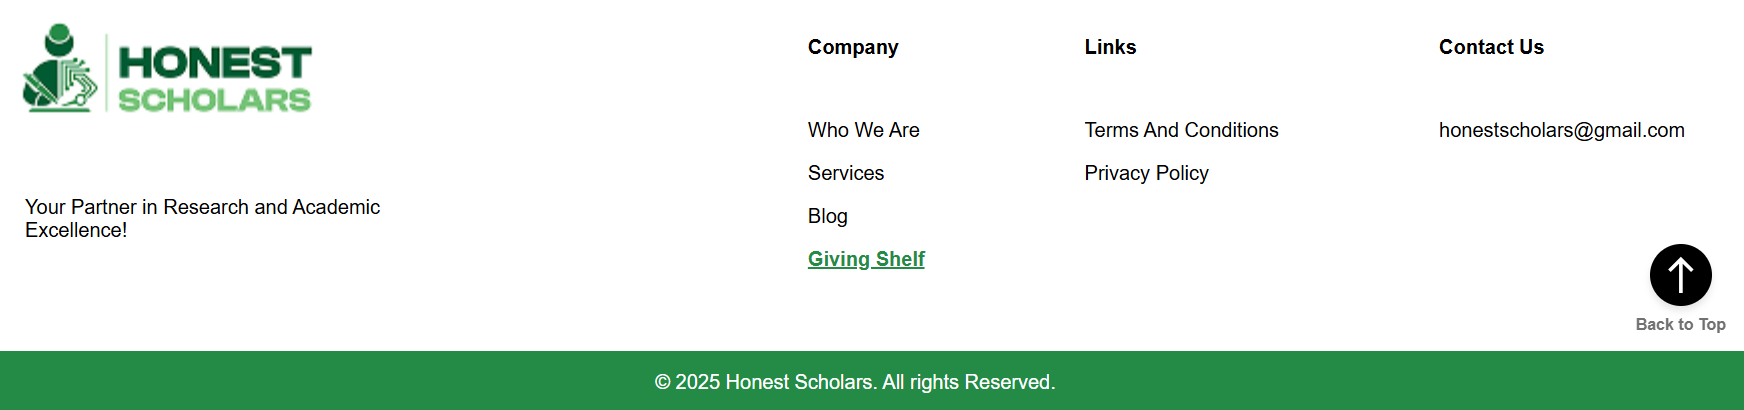 HONEST
SCHOLARS
Your Partner in Research and Academic
Excellence!
Company
Who We Are
Services
Blog
Giving Shelf
Links
Terms And Conditions
Privacy Policy
Contact Us
honestscholars@gmail.com
Back to Top
© 2025 Honest Scholars. All rights Reserved.